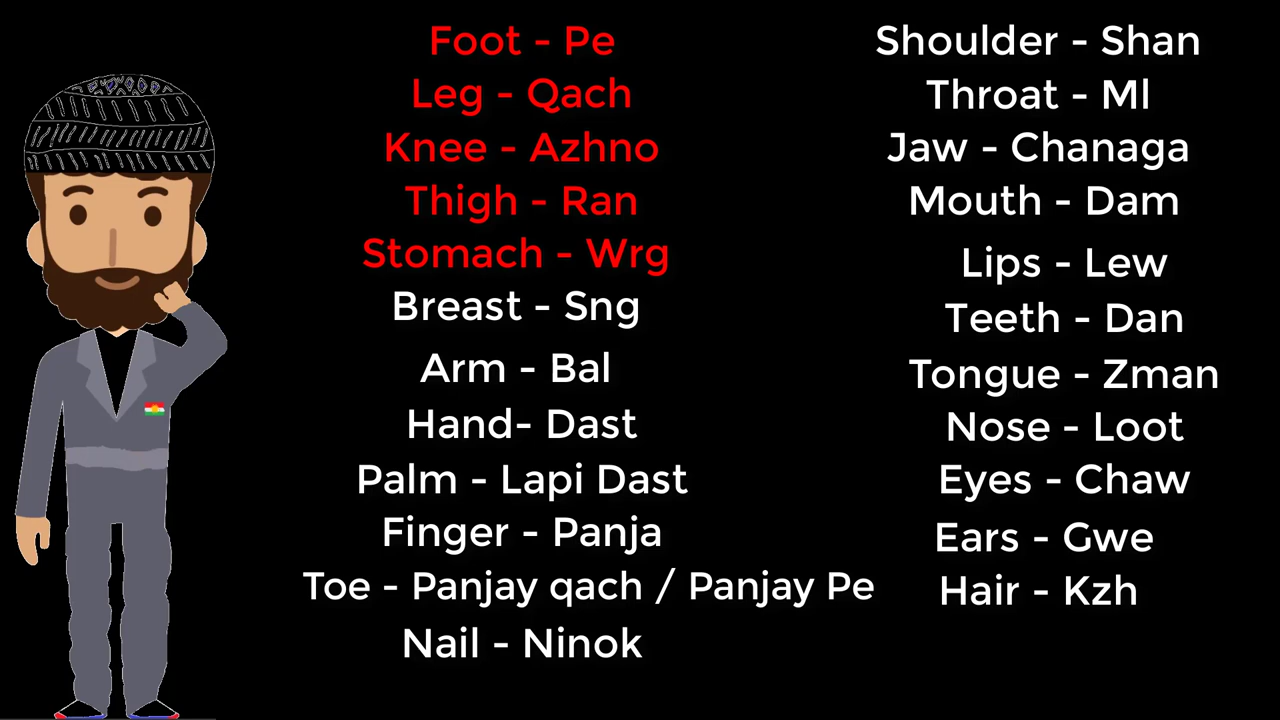 Foot - Pe
Leg - Qach
Knee - Azhno
Thigh - Ran
Stomach - Wrg
Breast - Sng
Arm - Bal
Hand- Dast
Palm - Lapi Dast
Finger - Panja
Toe - Panjay qach / Panjay Pe
Nail - Ninok
Shoulder - Shan
Throat - Ml
Jaw - Chanaga
Mouth - Dam
Lips - Lew
Teeth - Dan
Tongue - Zman
Nose - Loot
Eyes - Chaw
Ears - Gwe
Hair - Kzh